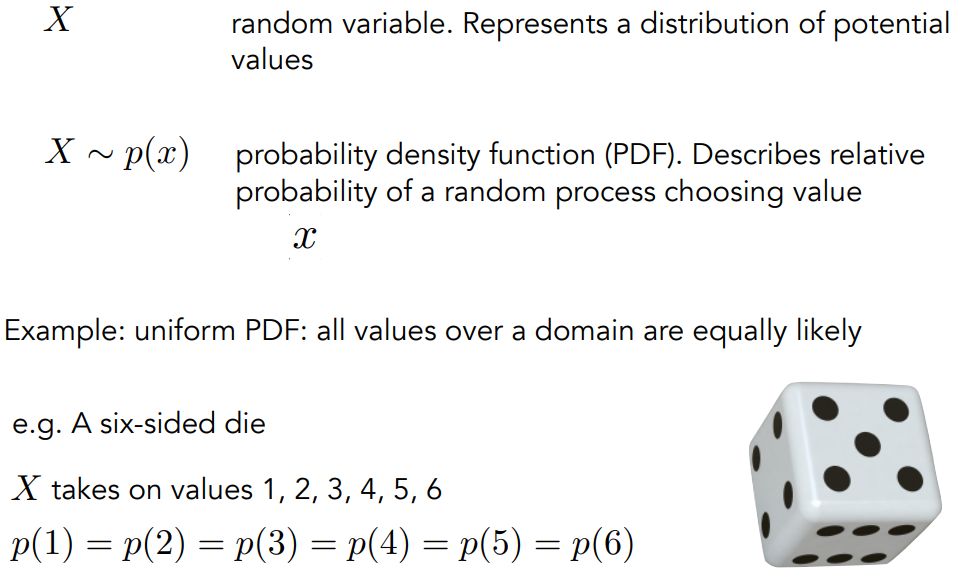 X random variable. Represents a distribution of potential
values
X ∼ p(x) probability density function (PDF). Describes relative
probability of a random process choosing value
x
Example: uniform PDF: all values over a domain are equally likely
e.g. A six-sided die
X takes on values 1, 2, 3, 4, 5, 6
p(1) = p(2) = p(3) = p(4) = p(5) = p(6)